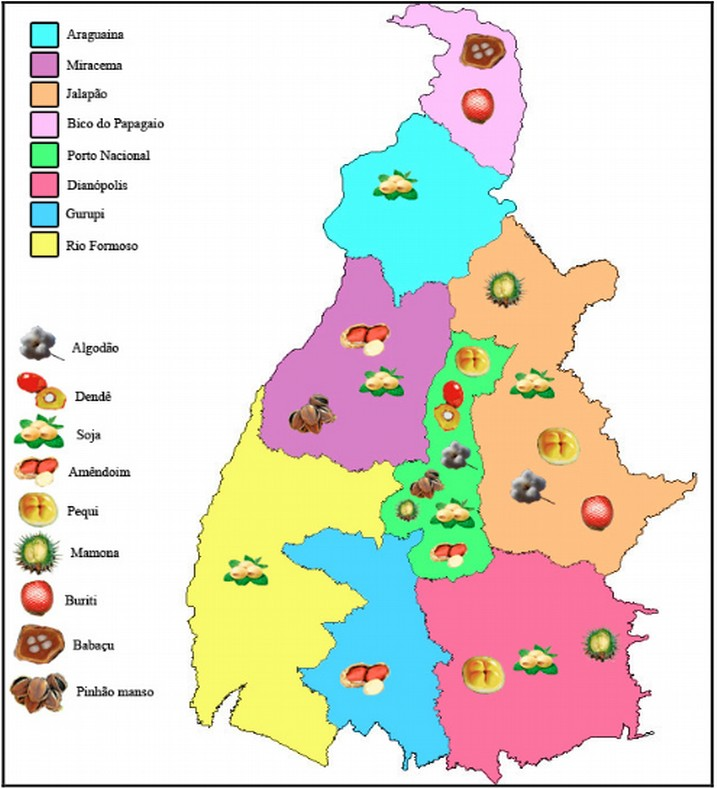 Araguaina
Miracema
Jalapão
Bico do Papagaio
Porto Nacional
Dianópolis
Gurupi
Rio Formoso
Algodão
Dendê
Soja
Amêndoim
Pequi
Mamona
Buriti
Babaçu
Pinhão manso